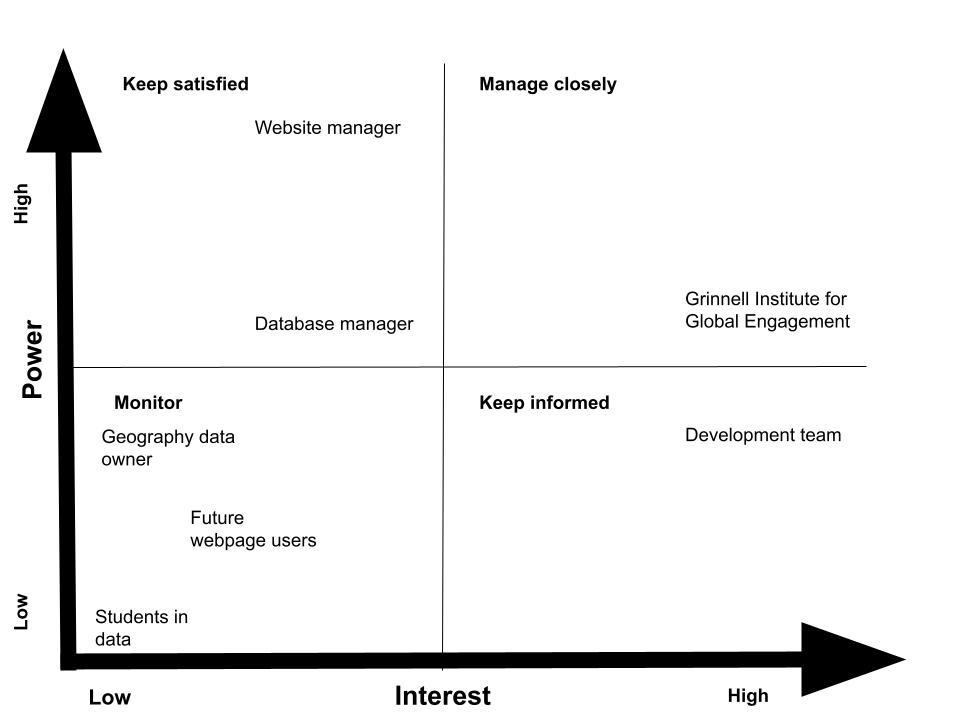 Keep satisfied
Manage closely
Website manager
High
Grinnell Institute for
Global Engagement
Database manager
Power
Monitor
Keep informed
Geography data
owner
Development team
Future
webpage users
Low
Students in
data
Low
Interest
High